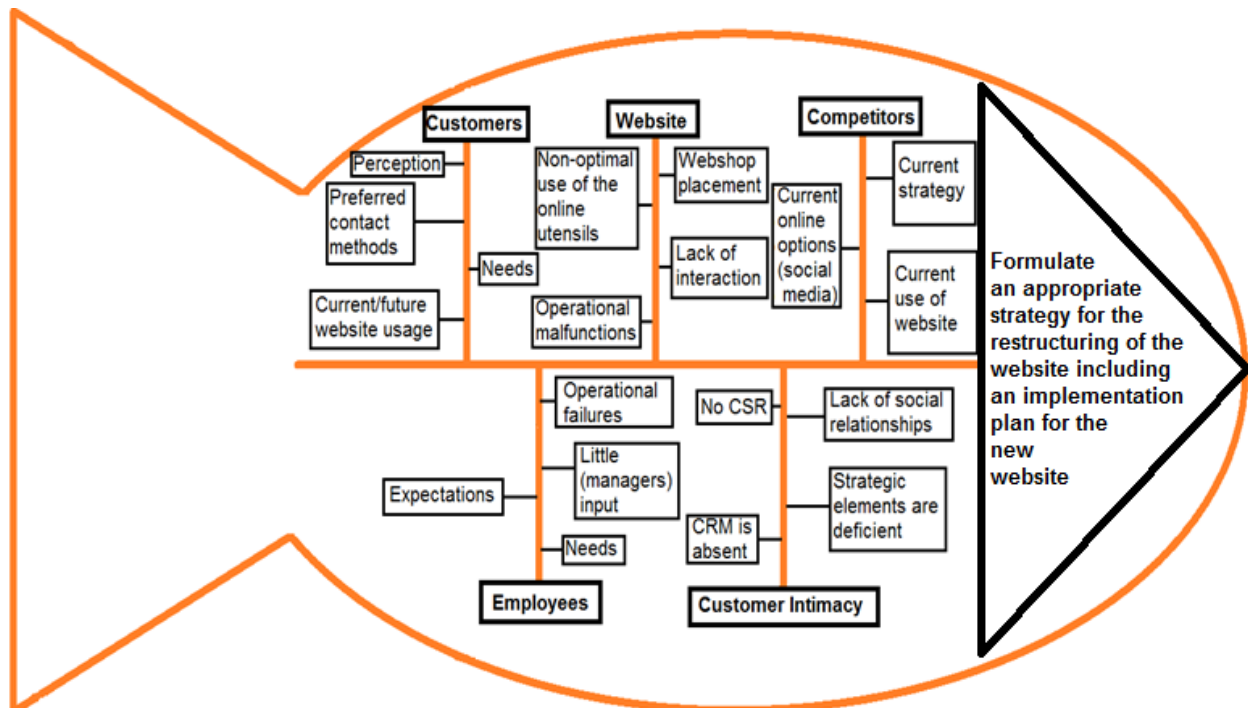 Customers
Perception
Preferred
contact
methods
Needs
Current/future
website usage
Website
Non-optimal
use of the
online
utensils
Webshop
placement
Lack of
interaction
Operational
malfunctions
Competitors
Current
strategy
Current
online
options
(social
media)
Current
use of
website
Operational
failures
Little
(managers)
input
Expectations
Needs
Employees
No CSR
Lack of social
relationships
Strategic
elements are
deficient
CRM is
absent
Customer Intimacy
Formulate
an appropriate
strategy for the
restructuring of the
website including
an implementation
plan for the
new
website